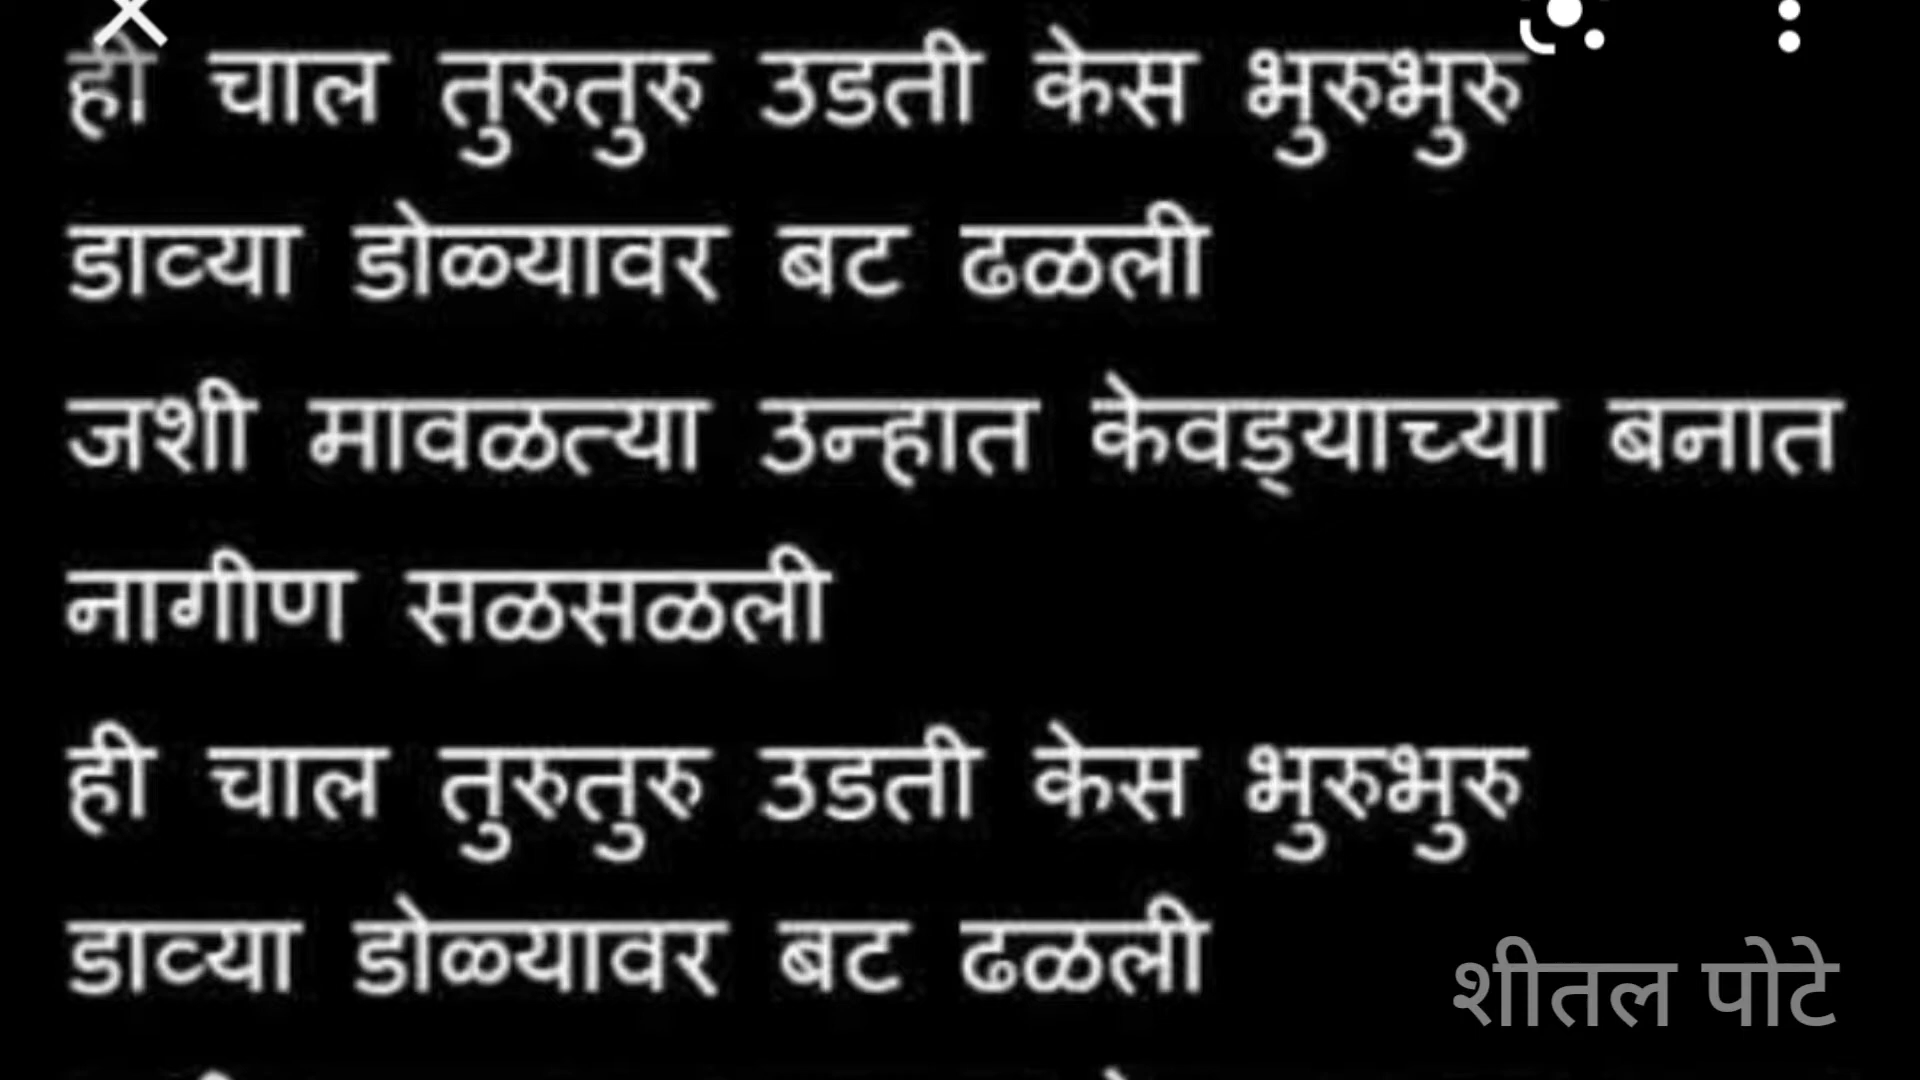 ही चाल तुरुतुरु उडती केस भुरुभुरु
डाव्या डोळ्यावर बट ढळली
जशी मावळत्या उन्हात केवड्याच्या बनात
नागीण सळसळली
ही चाल तुरुतुरु उडती केस भुरुभुरु
डाव्या डोळ्यावर बट ढळली
शीतल पोटे